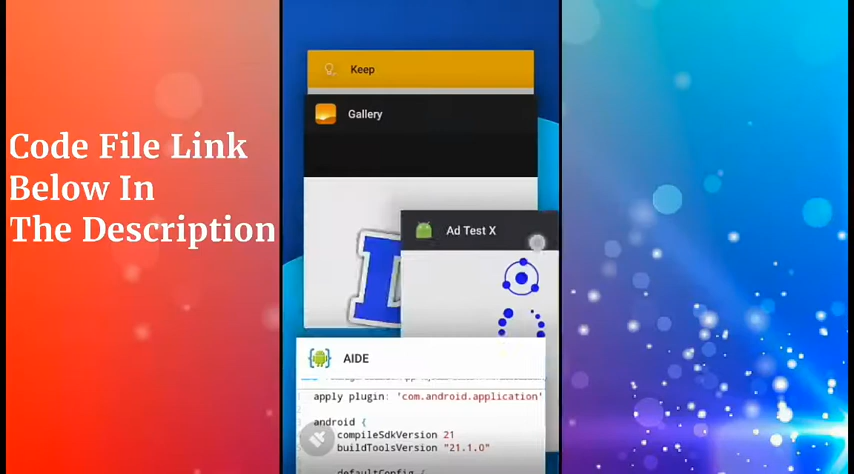 Code File Link
Below In
The Description
Keep
Gallery
Ad Test X
AIDE
apply plugin: 'com.android.application'
android {
compileSdkVersion 21
buildToolsVersion "21.1.0"
defaultConfig {